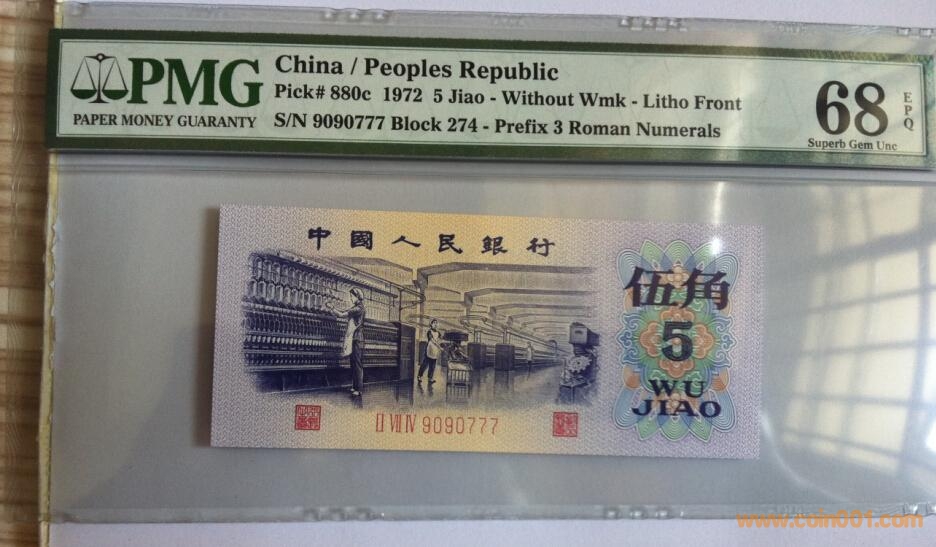 PMG
PAPER MONEY GUARANTY
China / Peoples Republic
Pick# 880c 1972 5 Jiao - Without Wmk - Litho Front
S/N 9090777 Block 274 - Prefix 3 Roman Numerals
68
EPQ
Superb Gem Unc
中國人民銀行
伍角
5
WU
JIAO
II VII IV 9090777
www.coin001.com